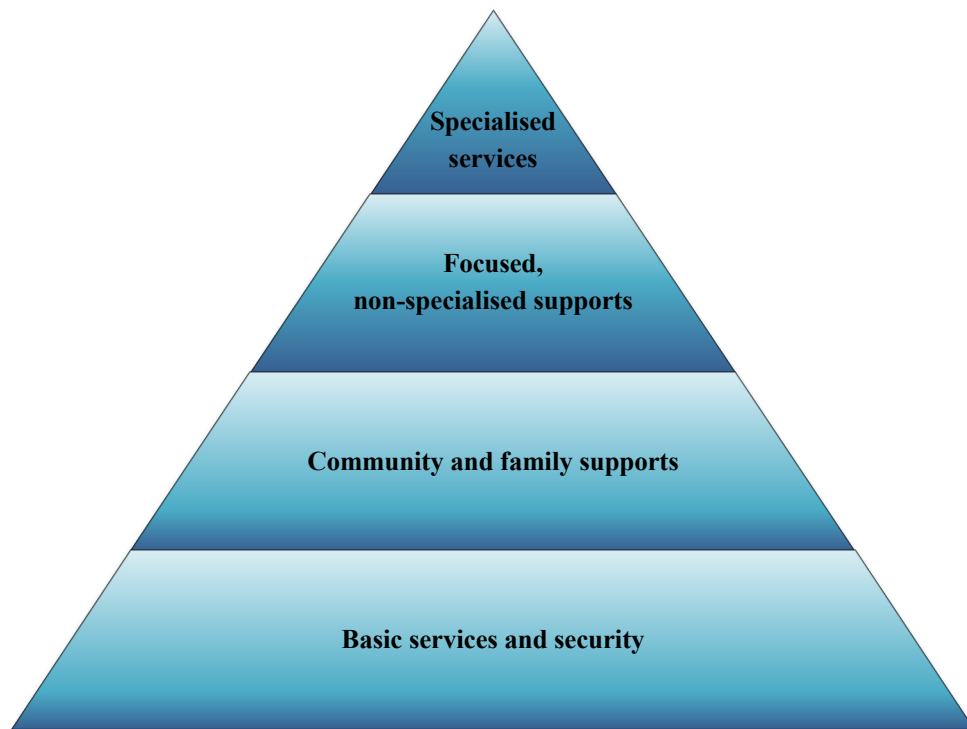 Specialised
services
Focused,
non-specialised supports
Community and family supports
Basic services and security